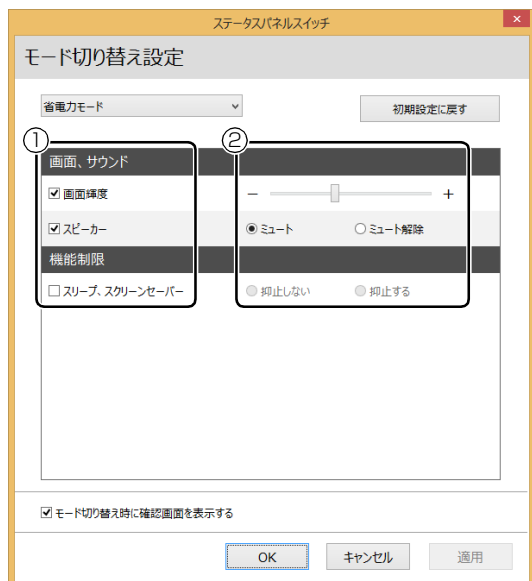 ステータスパネルスイッチ
×
モード切り替え設定
省電力モード
初期設定に戻す
① ②
画面、サウンド
画面輝度 − +
スピーカー ミュート ミュート解除
機能制限
スリープ、スクリーンセーバー 抑止しない 抑止する
モード切り替え時に確認画面を表示する
OK キャンセル 適用